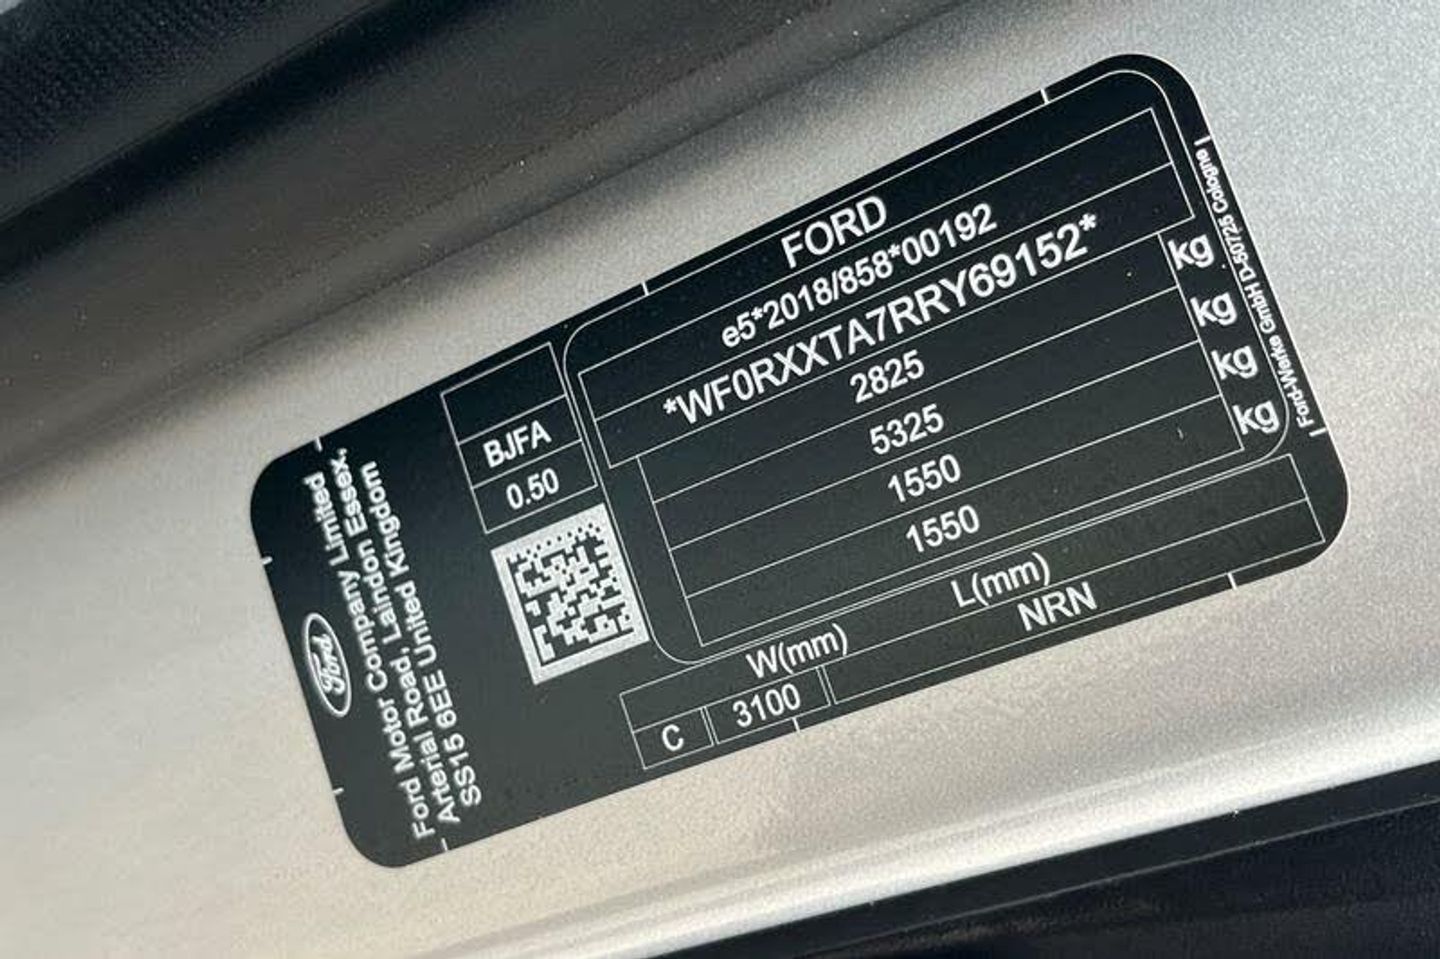 FORD
e5*2018/858*00192
*WF0RXXTA7RRY69152*
2825 kg
5325 kg
1550 kg
1550 kg
BJFA
0.50
W(mm) L(mm)
C 3100 NRN
Ford
Ford Motor Company Limited
Arterial Road, Laindon Essex,
SS15 6EE United Kingdom
Ford-Werke GmbH D-50725 Cologne